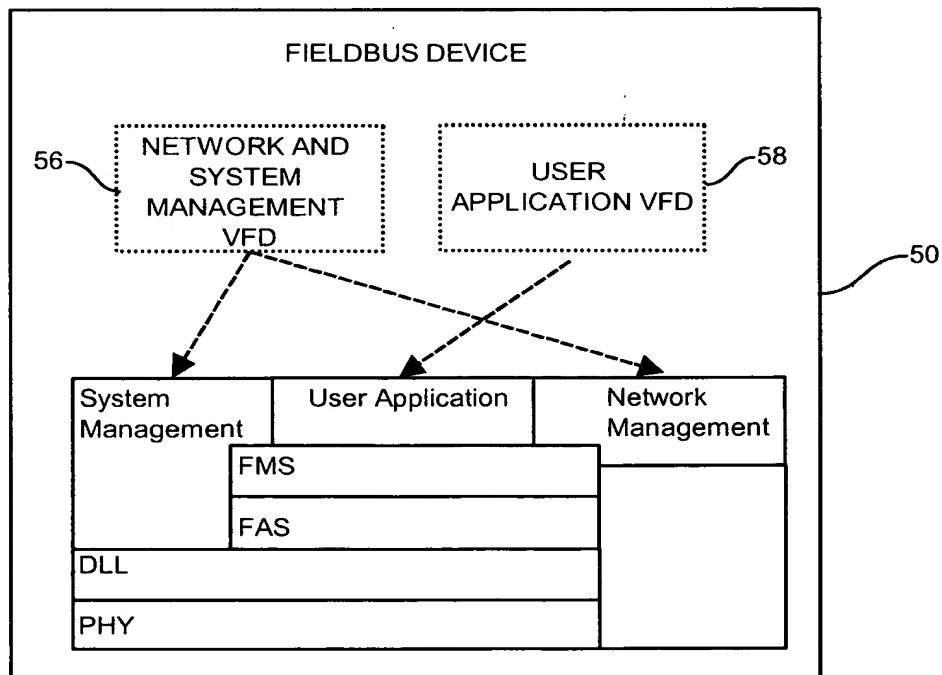 FIELDBUS DEVICE
56
NETWORK AND
SYSTEM
MANAGEMENT
VFD
USER
APPLICATION VFD
58
50
System
Management
User Application
Network
Management
FMS
FAS
DLL
PHY